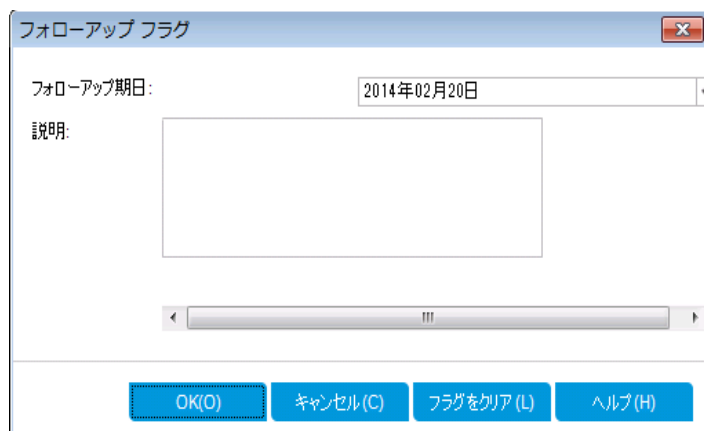 フォローアップ フラグ
フォローアップ期日:
2014年02月20日
説明:
OK(O)
キャンセル(C)
フラグをクリア(L)
ヘルプ(H)